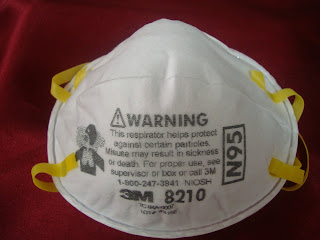 WARNING
This respirator helps protect
against certain particles.
Misuse may result in sickness
or death. For proper use, see
supervisor or box or call 3M
1-800-247-3941 NIOSH
3M 8210
N95